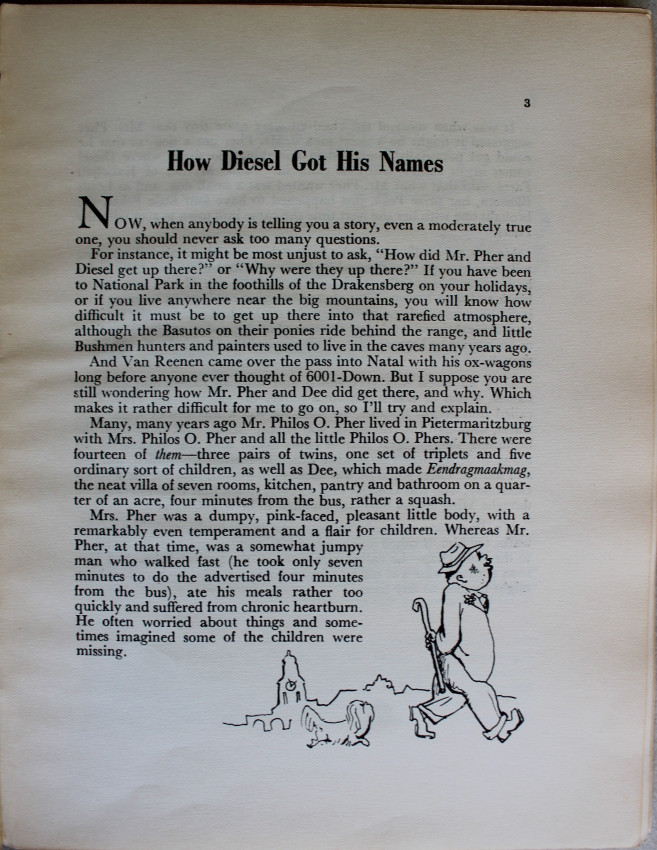 3
How Diesel Got His Names
NOW, when anybody is telling you a story, even a moderately true
one, you should never ask too many questions.
For instance, it might be most unjust to ask, “How did Mr. Pher and
Diesel get up there?” or “Why were they up there?” If you have been
to National Park in the foothills of the Drakensberg on your holidays,
or if you live anywhere near the big mountains, you will know how
difficult it must be to get up there into that rarefied atmosphere,
although the Basutos on their ponies ride behind the range, and little
Bushmen hunters and painters used to live in the caves many years ago.
And Van Reenen came over the pass into Natal with his ox-wagons
long before anyone ever thought of 6001-Down. But I suppose you are
still wondering how Mr. Pher and Dee did get there, and why. Which
makes it rather difficult for me to go on, so I’ll try and explain.
Many, many years ago Mr. Philos O. Pher lived in Pietermaritzburg
with Mrs. Philos O. Pher and all the little Philos O. Phers. There were
fourteen of them—three pairs of twins, one set of triplets and five
ordinary sort of children, as well as Dee, which made Eendragmaakmag,
the neat villa of seven rooms, kitchen, pantry and bathroom on a quar-
ter of an acre, four minutes from the bus, rather a squash.
Mrs. Pher was a dumpy, pink-faced, pleasant little body, with a
remarkably even temperament and a flair for children. Whereas Mr.
Pher, at that time, was a somewhat jumpy
man who walked fast (he took only seven
minutes to do the advertised four minutes
from the bus), ate his meals rather too
quickly and suffered from chronic heartburn.
He often worried about things and some-
times imagined some of the children were
missing.